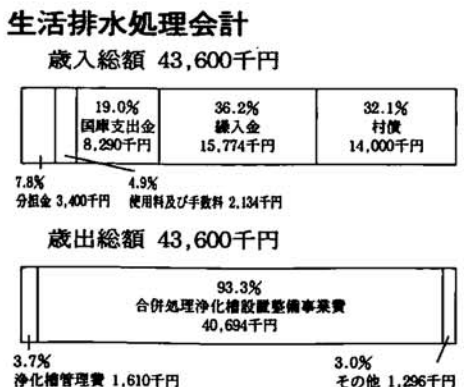 生活排水処理会計
歳入総額 43,600千円
19.0%
国庫支出金
8,290千円
36.2%
繰入金
15,774千円
32.1%
村債
14,000千円
7.8%
分担金 3,400千円
4.9%
使用料及び手数料 2,134千円
歳出総額 43,600千円
93.3%
合併処理浄化槽設置整備事業費
40,694千円
3.7%
浄化槽管理費 1,610千円
3.0%
その他 1,296千円